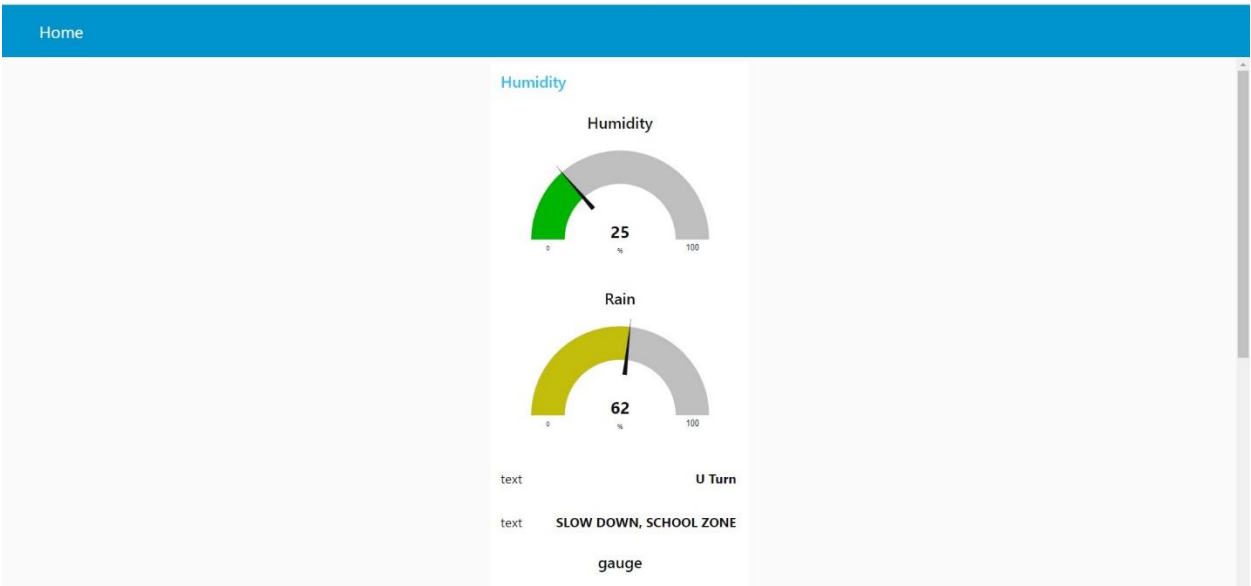 Home
Humidity
Humidity
25
0 % 100
Rain
62
0 % 100
text U Turn
text SLOW DOWN, SCHOOL ZONE
gauge